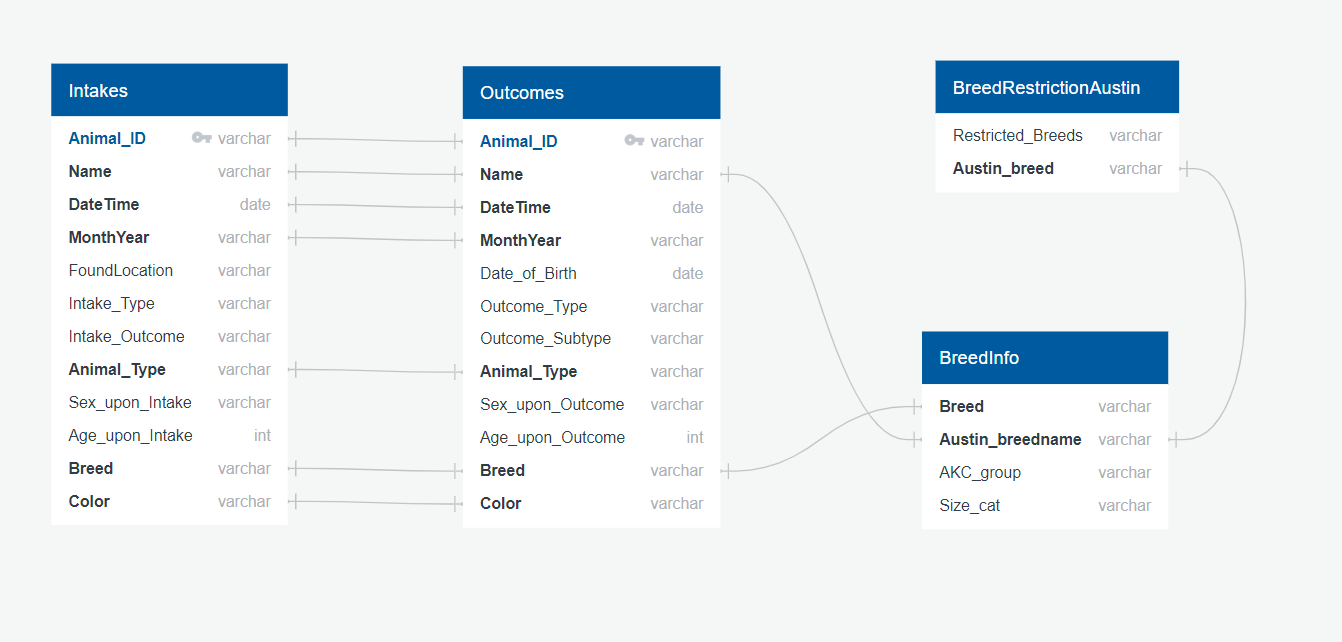 Intakes
Animal_ID varchar
Name varchar
DateTime date
MonthYear varchar
FoundLocation varchar
Intake_Type varchar
Intake_Outcome varchar
Animal_Type varchar
Sex_upon_Intake varchar
Age_upon_Intake int
Breed varchar
Color varchar
Outcomes
Animal_ID varchar
Name varchar
DateTime date
MonthYear varchar
Date_of_Birth date
Outcome_Type varchar
Outcome_Subtype varchar
Animal_Type varchar
Sex_upon_Outcome varchar
Age_upon_Outcome int
Breed varchar
Color varchar
BreedRestrictionAustin
Restricted_Breeds varchar
Austin_breed varchar
BreedInfo
Breed varchar
Austin_breedname varchar
AKC_group varchar
Size_cat varchar